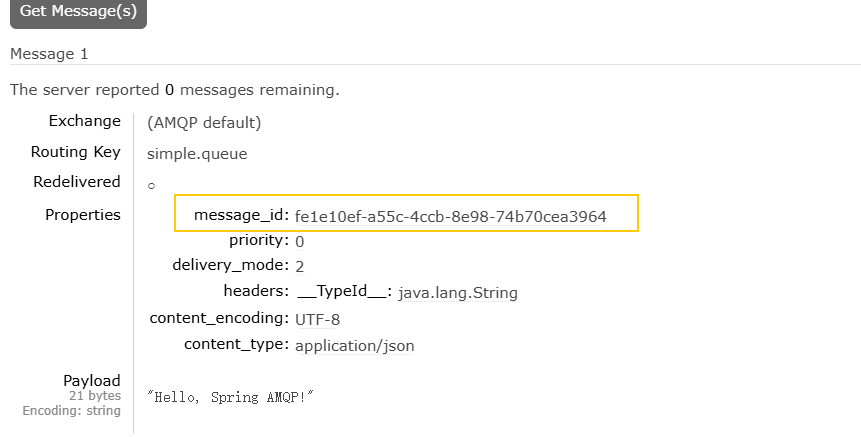 Get Message(s)
Message 1
The server reported 0 messages remaining.
Exchange (AMQP default)
Routing Key simple.queue
Redelivered ○
Properties message_id: fe1e10ef-a55c-4ccb-8e98-74b70cea3964
priority: 0
delivery_mode: 2
headers: __TypeId__: java.lang.String
content_encoding: UTF-8
content_type: application/json
Payload
21 bytes
Encoding: string
"Hello, Spring AMQP!"